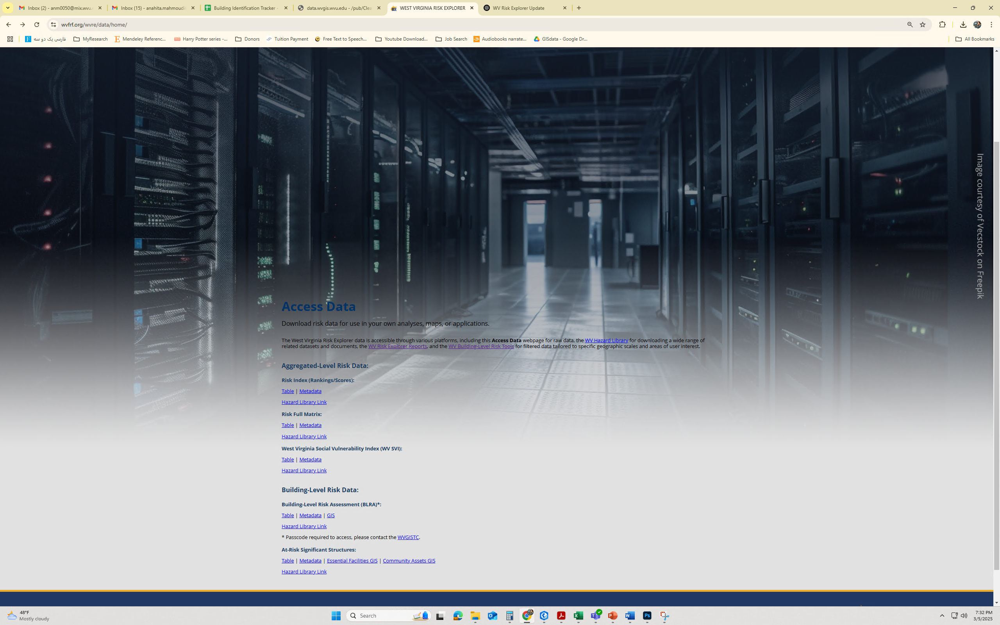 Inbox (2) - anm0050@mix.wvu.e
Inbox (15) - anahita.mahmoudi
Building Identification Tracker -
data.wvgis.wvu.edu - /pub/Clea
WEST VIRGINIA RISK EXPLORER
WV Risk Explorer Update
wvfrf.org/wvre/data/home/
فارسی یک دو سه
MyResearch
Mendeley Referenc...
Harry Potter series -...
Donors
Tuition Payment
Free Text to Speech...
Youtube Download...
Job Search
Audiobooks narrate...
GISdata - Google Dr...
All Bookmarks
Image courtesy of Vecstock on Freepik
Access Data
Download risk data for use in your own analyses, maps, or applications.
The West Virginia Risk Explorer data is accessible through various platforms, including this Access Data webpage for raw data, the WV Hazard Library for downloading a wide range of
related datasets and documents, the WV Risk Explorer Reports, and the WV Building-Level Risk Tools for filtered data tailored to specific geographic scales and areas of user interest.
Aggregated-Level Risk Data:
Risk Index (Rankings/Scores):
Table | Metadata
Hazard Library Link
Risk Full Matrix:
Table | Metadata
Hazard Library Link
West Virginia Social Vulnerability Index (WV SVI):
Table | Metadata
Hazard Library Link
Building-Level Risk Data:
Building-Level Risk Assessment (BLRA)*:
Table | Metadata | GIS
Hazard Library Link
* Passcode required to access, please contact the WVGISTC.
At-Risk Significant Structures:
Table | Metadata | Essential Facilities GIS | Community Assets GIS
Hazard Library Link
48°F
Mostly cloudy
Search
7:32 PM
3/5/2025